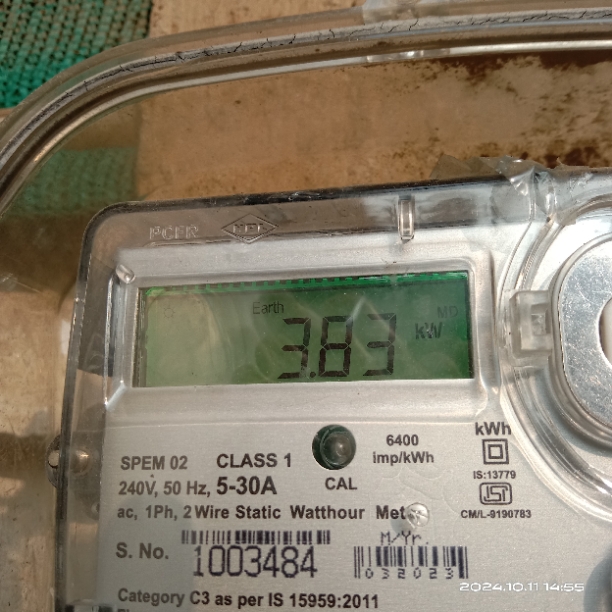 Earth
MD
3.83 kW
SPEM 02 CLASS 1
6400
imp/kWh
kWh
IS:13779
240V, 50 Hz, 5-30A
CAL
CM/L-9190783
ac, 1Ph, 2 Wire Static Watthour
M/Yr.
S. No. 1003484
032023
Category C3 as per IS 15959:2011
2024.10.11 14:55